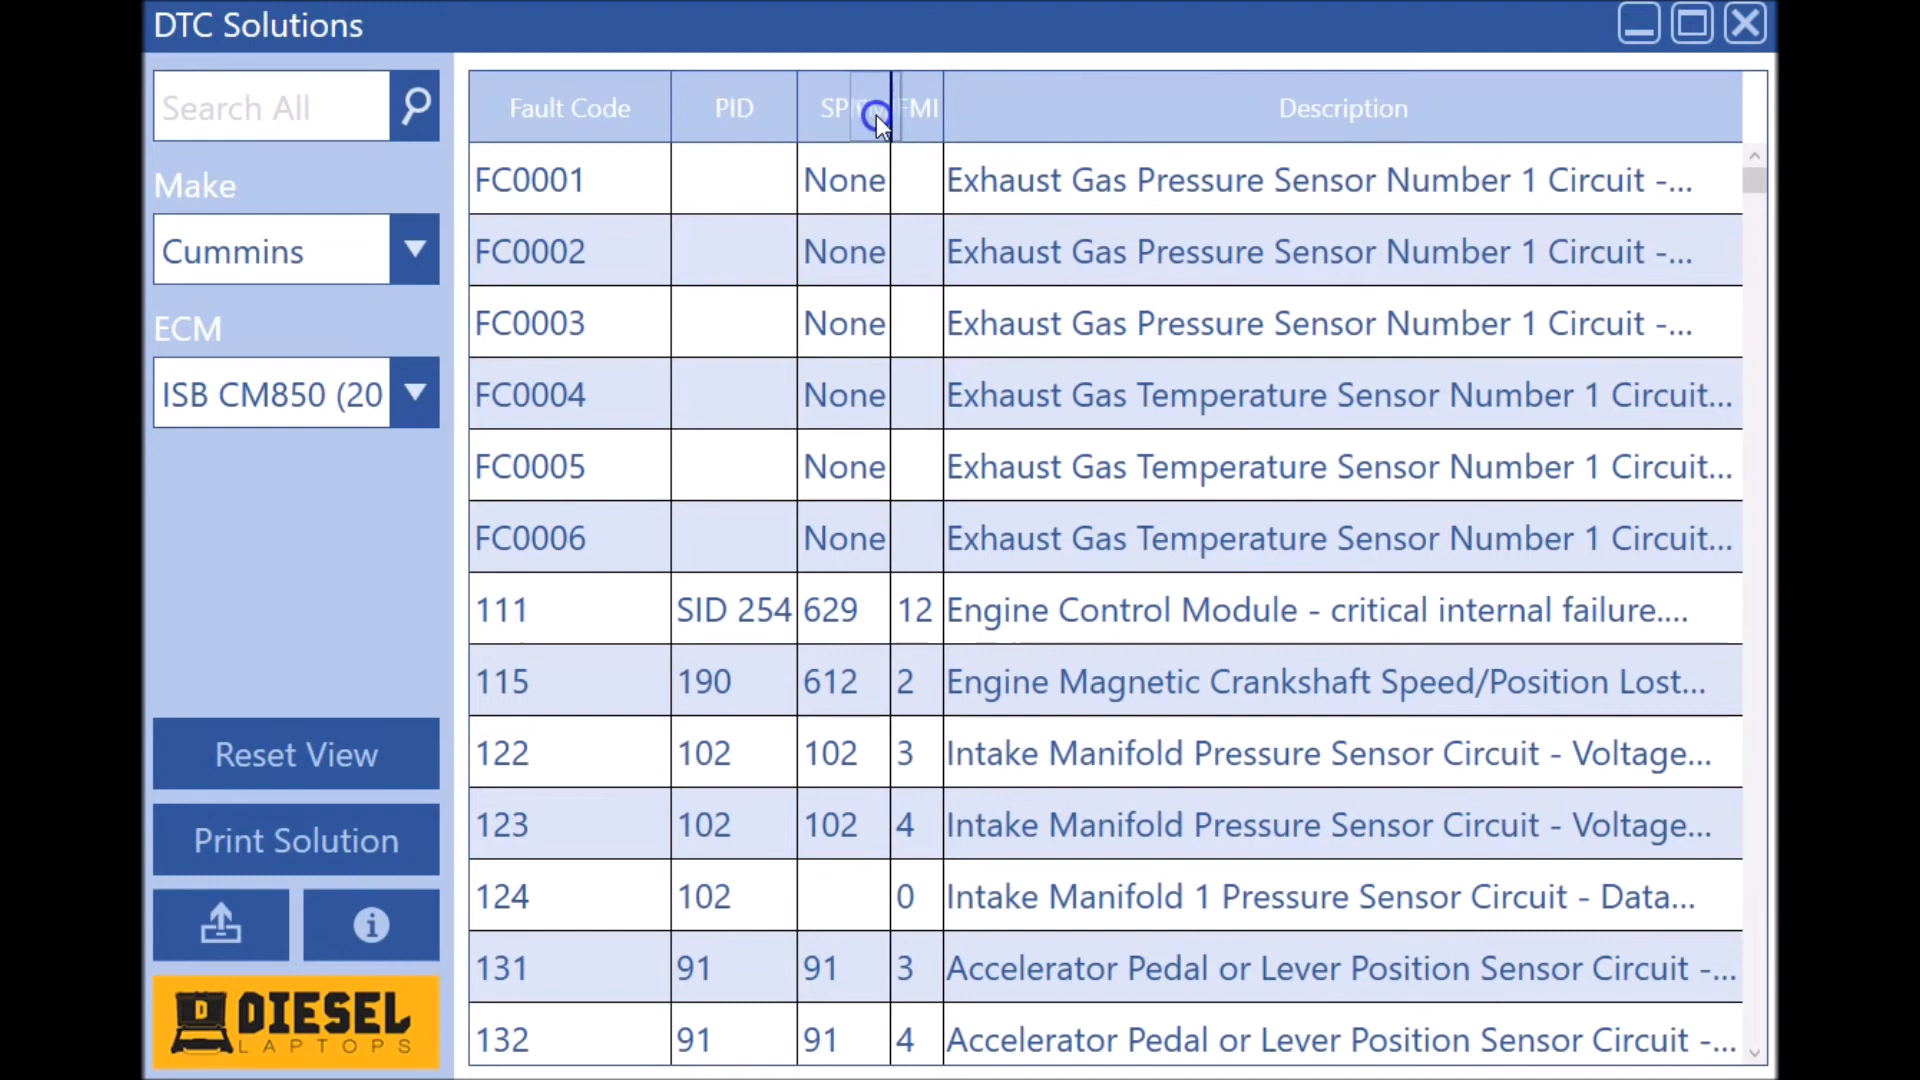 DTC Solutions
Search All
Make
Cummins
ECM
ISB CM850 (20
Reset View
Print Solution
DIESEL
LAPTOPS
Fault Code PID FMI Description
FC0001 None Exhaust Gas Pressure Sensor Number 1 Circuit -...
FC0002 None Exhaust Gas Pressure Sensor Number 1 Circuit -...
FC0003 None Exhaust Gas Pressure Sensor Number 1 Circuit -...
FC0004 None Exhaust Gas Temperature Sensor Number 1 Circuit...
FC0005 None Exhaust Gas Temperature Sensor Number 1 Circuit...
FC0006 None Exhaust Gas Temperature Sensor Number 1 Circuit...
111 SID 254 629 12 Engine Control Module - critical internal failure....
115 190 612 2 Engine Magnetic Crankshaft Speed/Position Lost...
122 102 102 3 Intake Manifold Pressure Sensor Circuit - Voltage...
123 102 102 4 Intake Manifold Pressure Sensor Circuit - Voltage...
124 102 0 Intake Manifold 1 Pressure Sensor Circuit - Data...
131 91 91 3 Accelerator Pedal or Lever Position Sensor Circuit -...
132 91 91 4 Accelerator Pedal or Lever Position Sensor Circuit -...